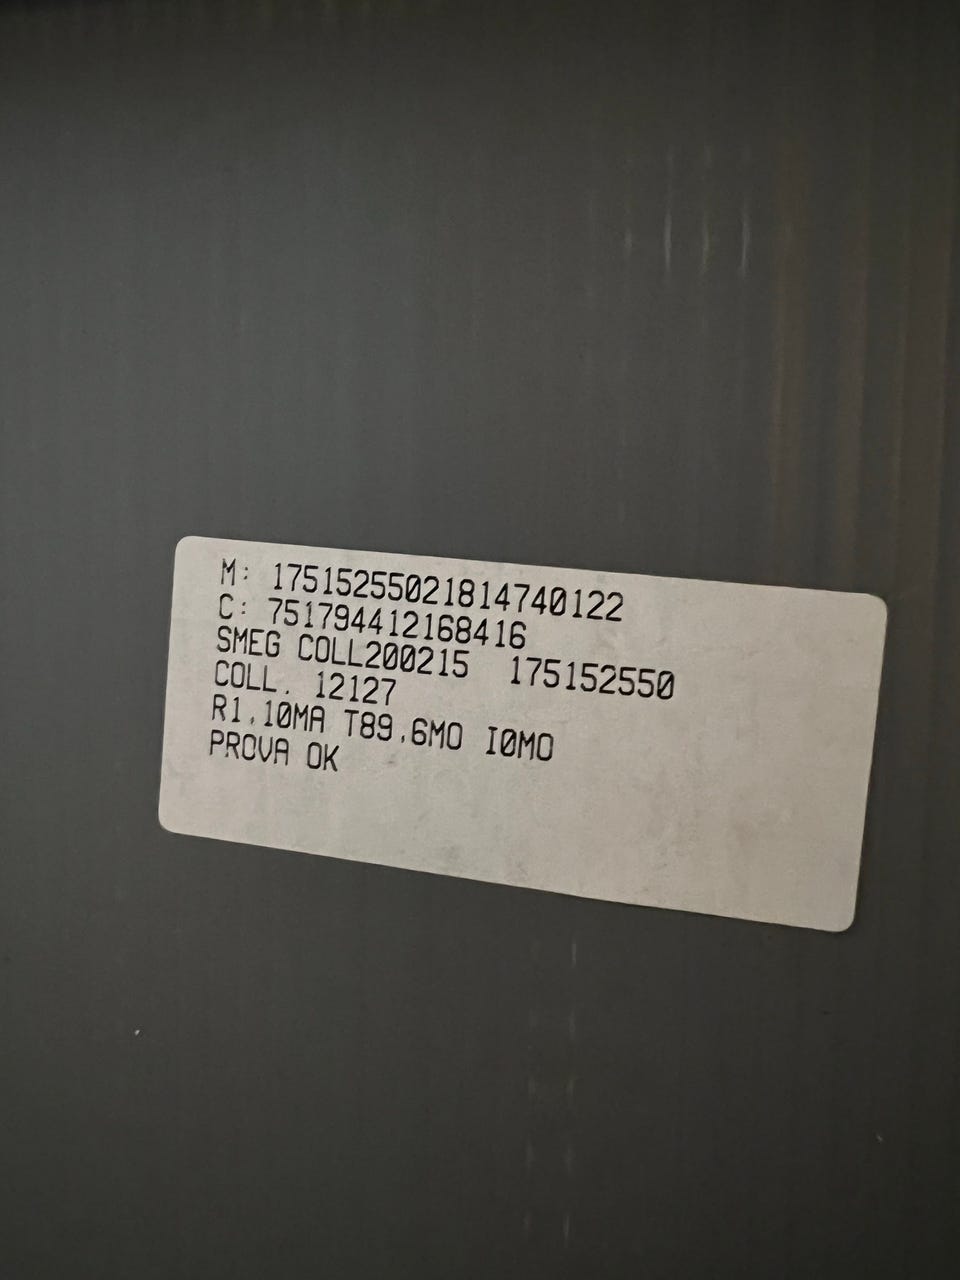 M: 17515255021814740122
C: 751794412168416
SMEG COLL200215 175152550
COLL. 12127
R1.10MA T89.6MO I0MO
PROVA OK